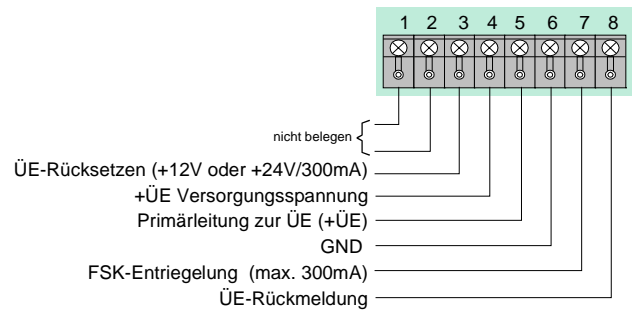 1 2 3 4 5 6 7 8
nicht belegen
ÜE-Rücksetzen (+12V oder +24V/300mA)
+ÜE Versorgungsspannung
Primärleitung zur ÜE (+ÜE)
GND
FSK-Entriegelung (max. 300mA)
ÜE-Rückmeldung